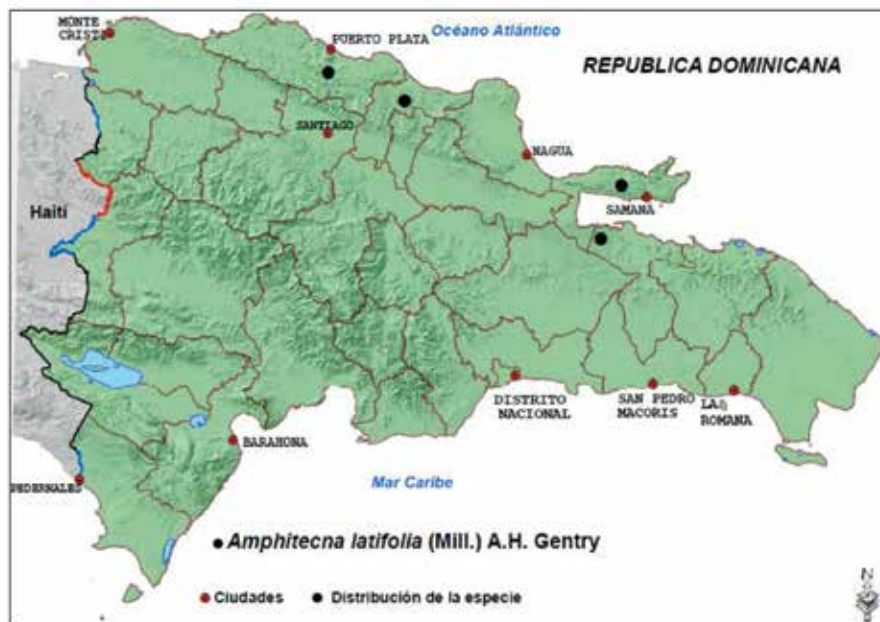 MONTE
CRISTI
PUERTO PLATA
Océano Atlántico
REPUBLICA DOMINICANA
SANTIAGO
NAGUA
Haití
SAMANA
DISTRITO
NACIONAL
SAN PEDRO
MACORIS
LA
ROMANA
BARAHONA
PEDERNALES
Mar Caribe
Amphitecna latifolia (Mill.) A.H. Gentry
Ciudades
Distribución de la especie
N